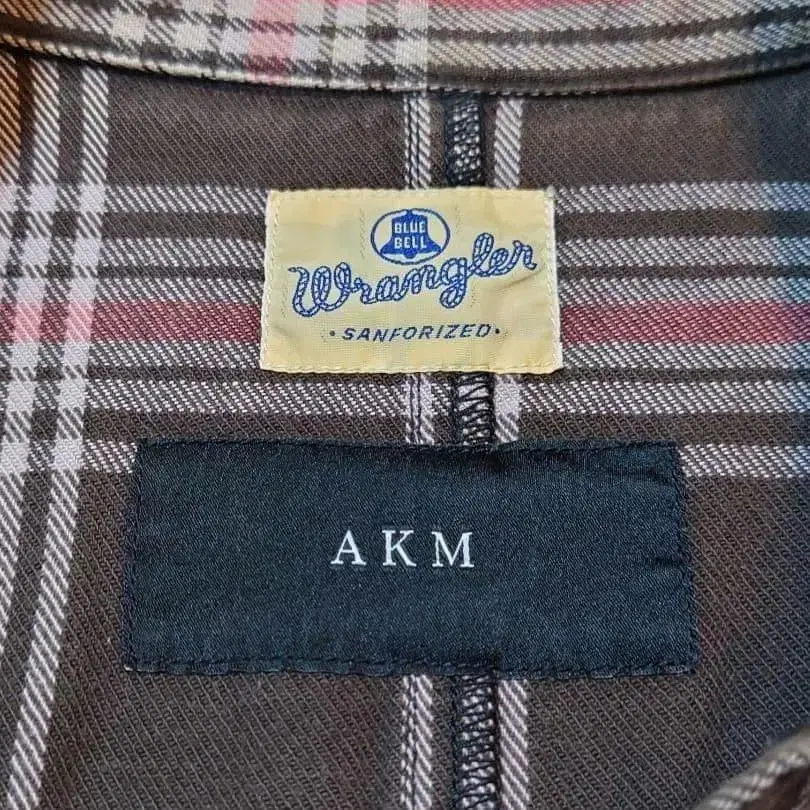 BLUE
BELL
Wrangler
• SANFORIZED •
AKM